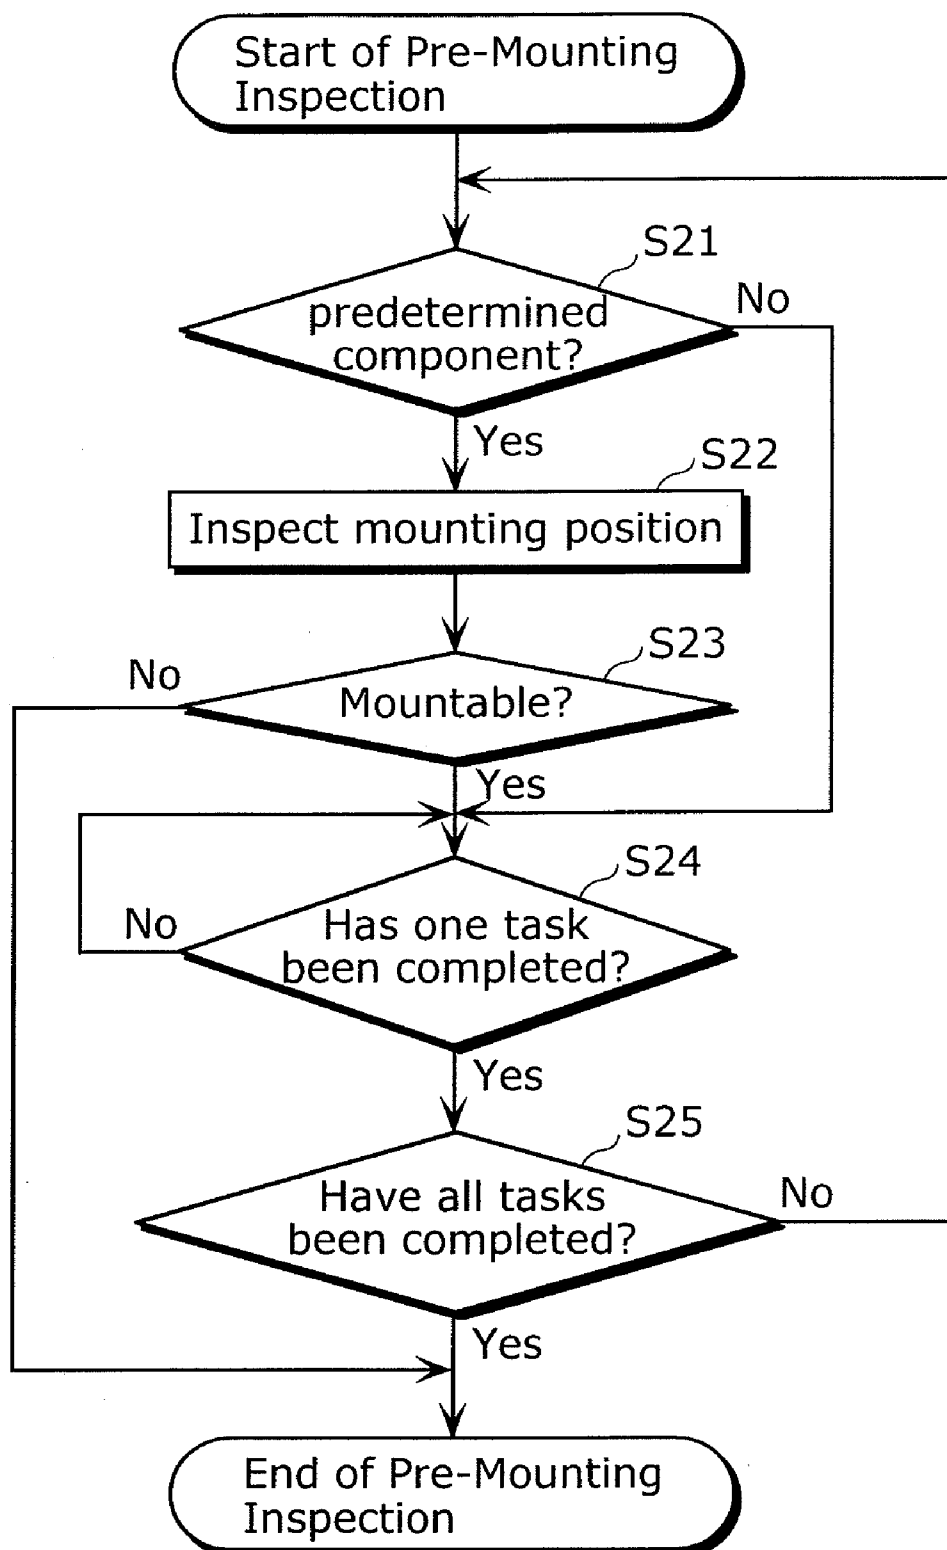 Start of Pre-Mounting
Inspection
S21
No
predetermined
component?
Yes
S22
Inspect mounting position
S23
No
Mountable?
Yes
S24
No
Has one task
been completed?
Yes
S25
Have all tasks
been completed?
No
Yes
End of Pre-Mounting
Inspection